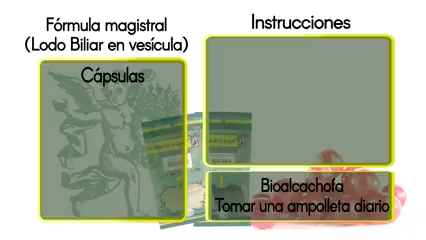 Fórmula magistral
(Lodo Biliar en vesícula)
Cápsulas
Instrucciones
Bioalcachofa
Tomar una ampolleta diario